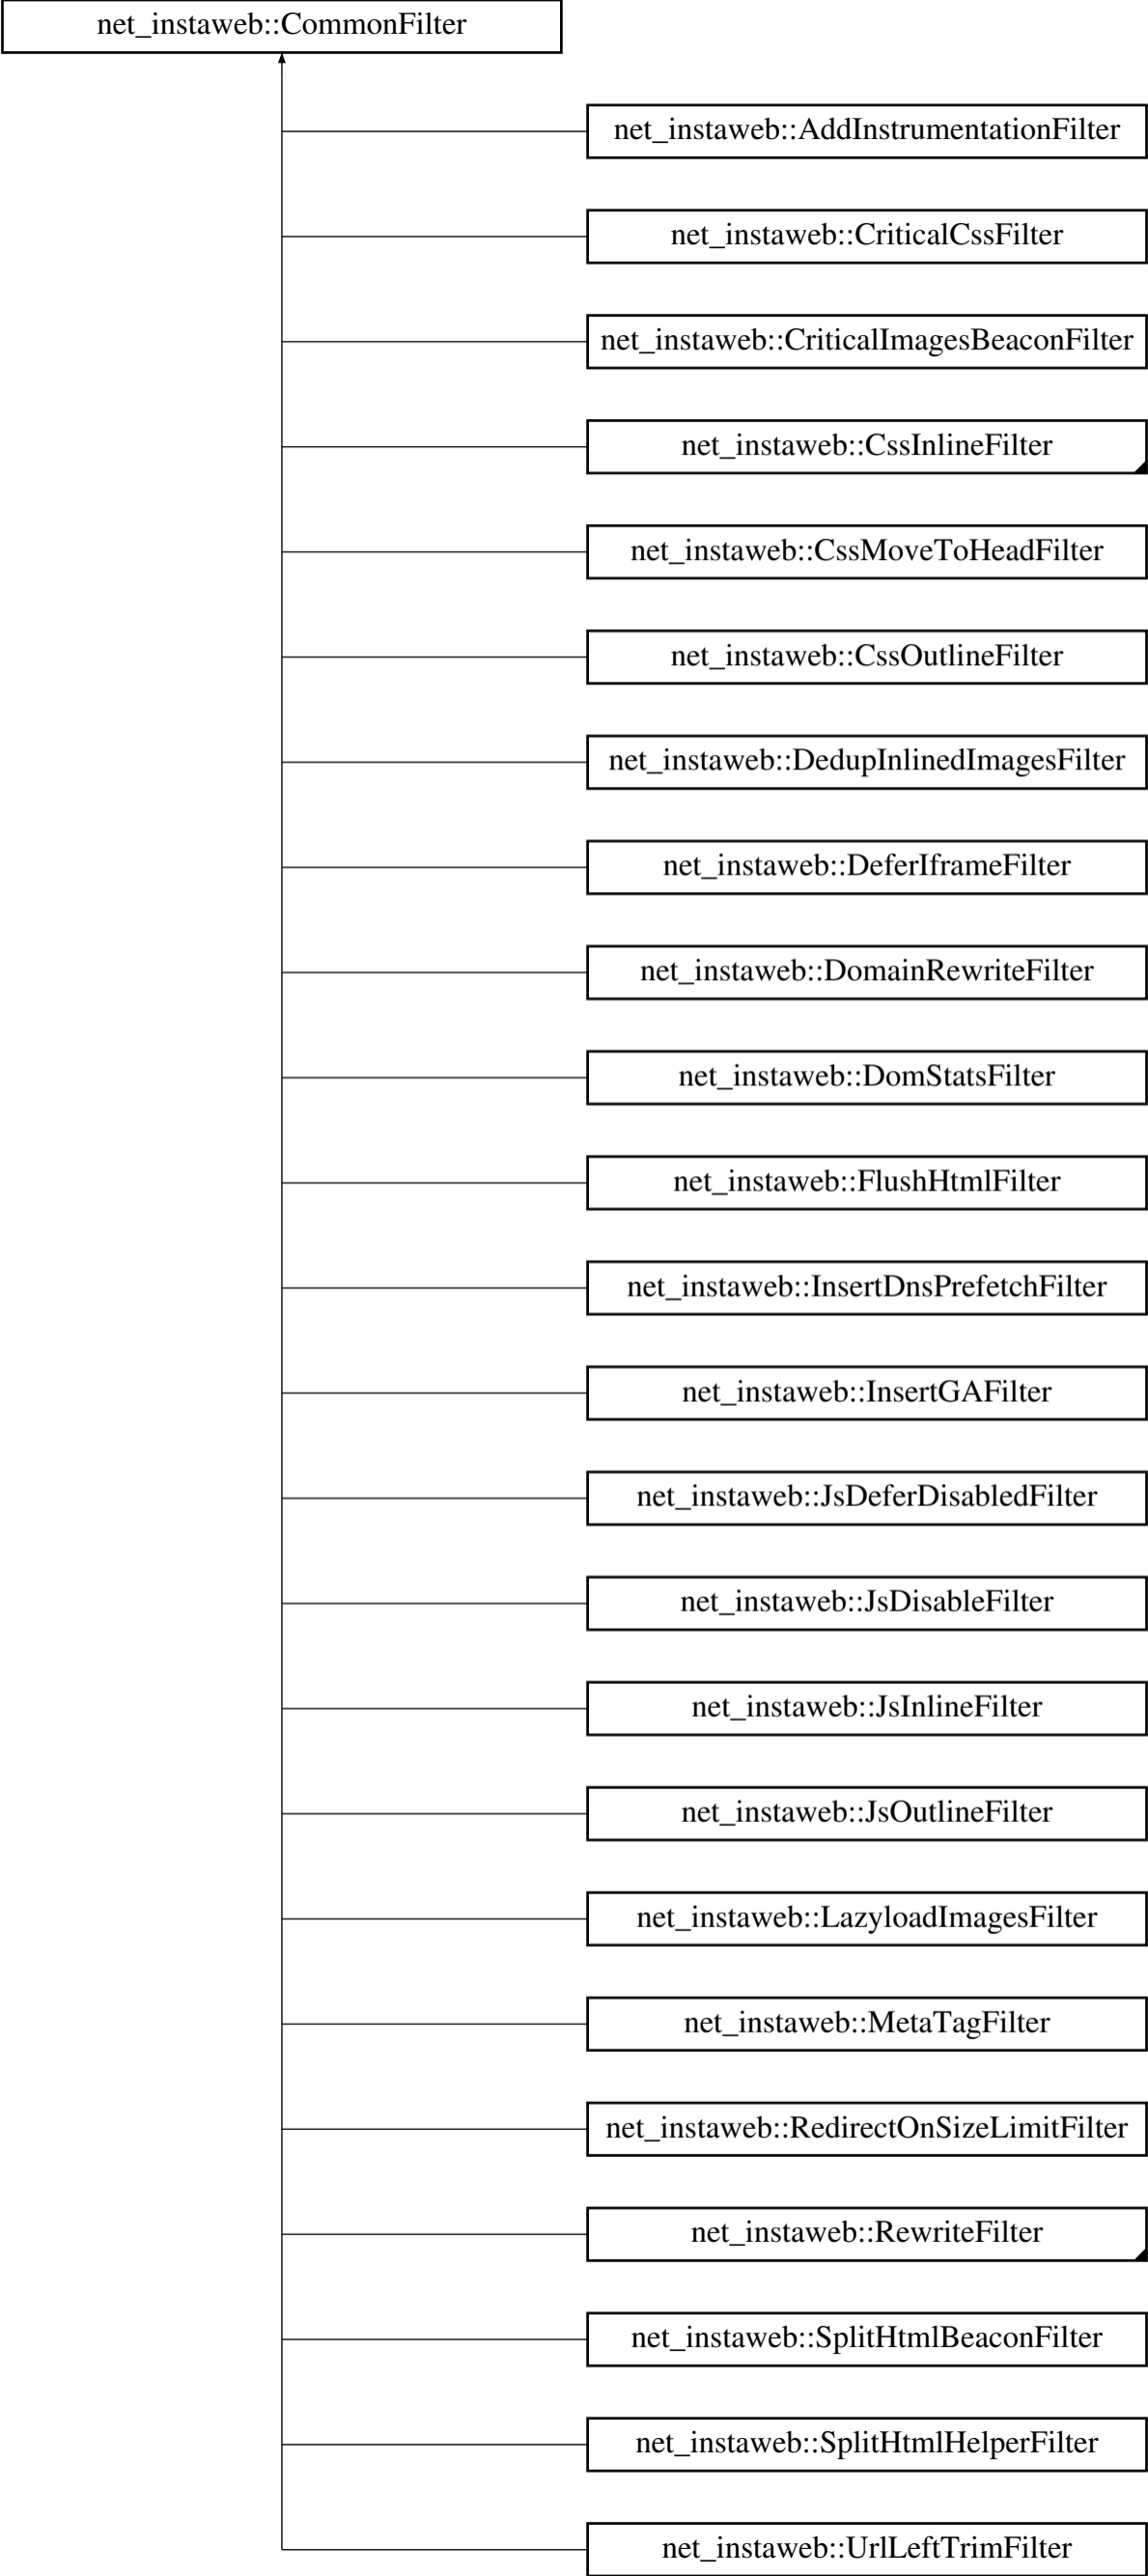 net_instaweb::CommonFilter
net_instaweb::AddInstrumentationFilter
net_instaweb::CriticalCssFilter
net_instaweb::CriticalImagesBeaconFilter
net_instaweb::CssInlineFilter
net_instaweb::CssMoveToHeadFilter
net_instaweb::CssOutlineFilter
net_instaweb::DedupInlinedImagesFilter
net_instaweb::DeferIframeFilter
net_instaweb::DomainRewriteFilter
net_instaweb::DomStatsFilter
net_instaweb::FlushHtmlFilter
net_instaweb::InsertDnsPrefetchFilter
net_instaweb::InsertGAFilter
net_instaweb::JsDeferDisabledFilter
net_instaweb::JsDisableFilter
net_instaweb::JsInlineFilter
net_instaweb::JsOutlineFilter
net_instaweb::LazyloadImagesFilter
net_instaweb::MetaTagFilter
net_instaweb::RedirectOnSizeLimitFilter
net_instaweb::RewriteFilter
net_instaweb::SplitHtmlBeaconFilter
net_instaweb::SplitHtmlHelperFilter
net_instaweb::UrlLeftTrimFilter